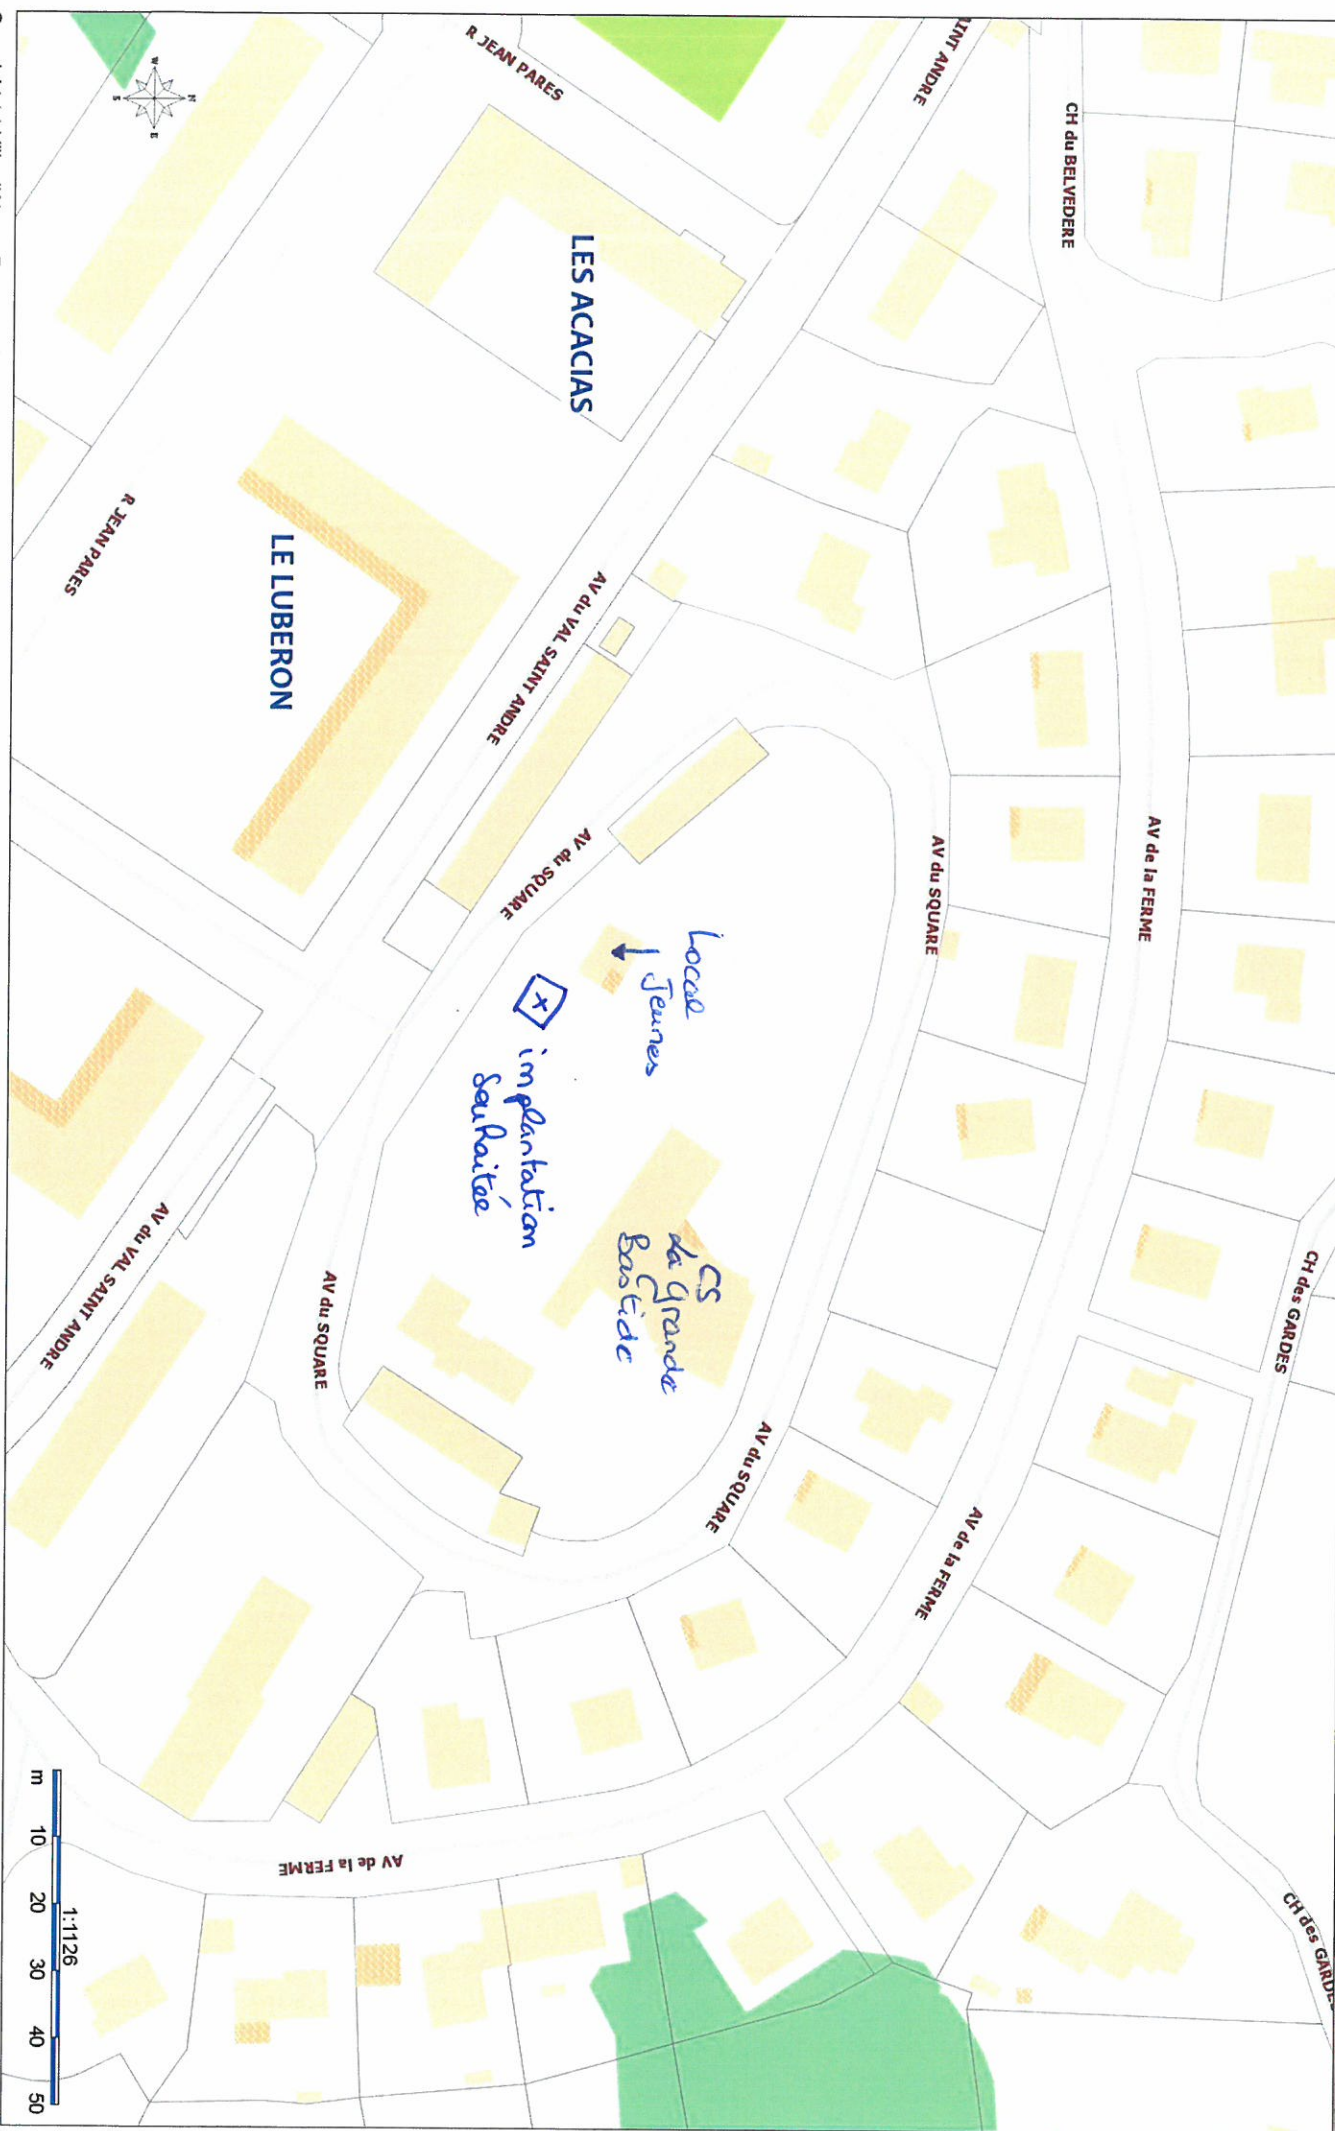 R JEAN PARES
AINT ANDRE
CH du BELVEDERE
W
N
S
E
LES ACACIAS
R JEAN PARES
LE LUBERON
AV du VAL SAINT ANDRE
AV du SQUARE
AV du SQUARE
AV de la FERME
Local
Jeunes
x
implantation
souhaitée
CS
La Grande
Bastide
CH des GARDES
AV du VAL SAINT ANDRE
AV du SQUARE
AV du SQUARE
AV de la FERME
AV de la FERME
CH des GARDES
1:1126
m 10 20 30 40 50